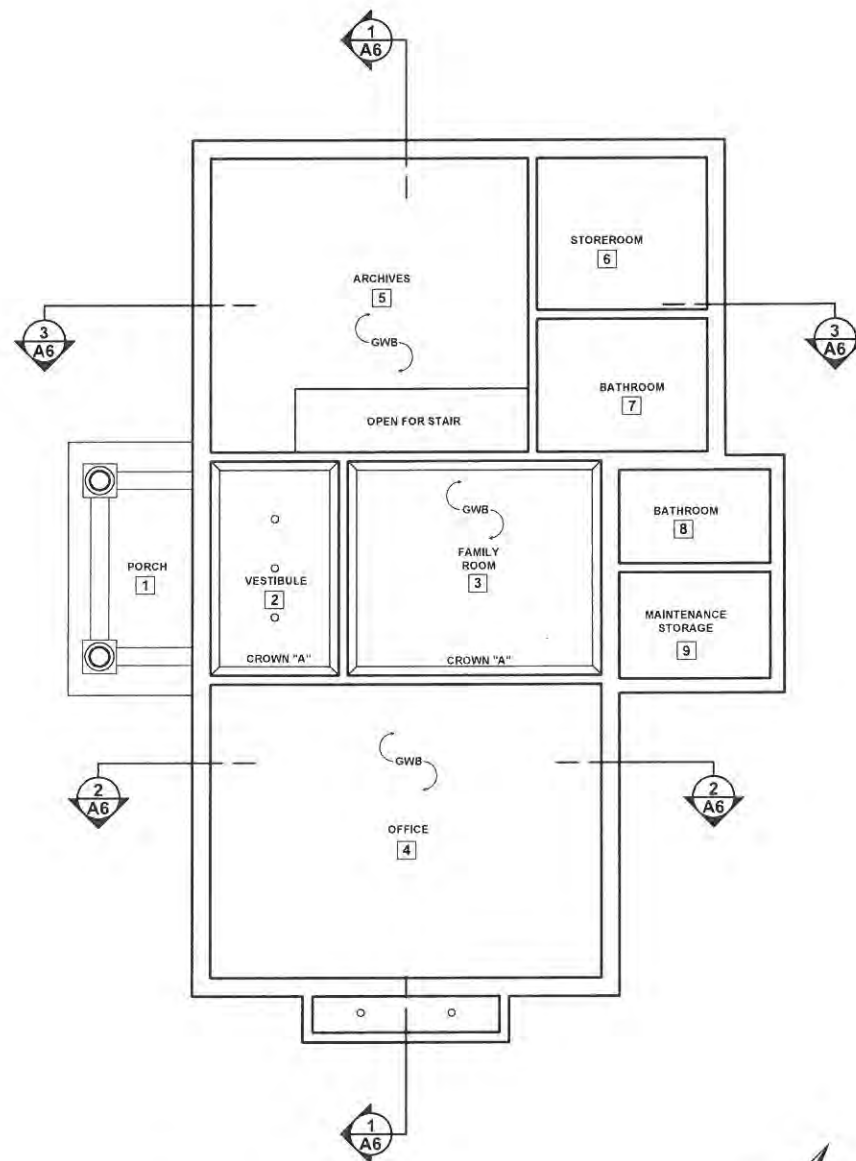 1
A6
STOREROOM
6
ARCHIVES
5
GWB
3
A6
3
A6
BATHROOM
7
OPEN FOR STAIR
GWB
BATHROOM
8
FAMILY
ROOM
3
PORCH
1
VESTIBULE
2
MAINTENANCE
STORAGE
9
CROWN "A"
CROWN "A"
GWB
2
A6
2
A6
OFFICE
4
1
A6